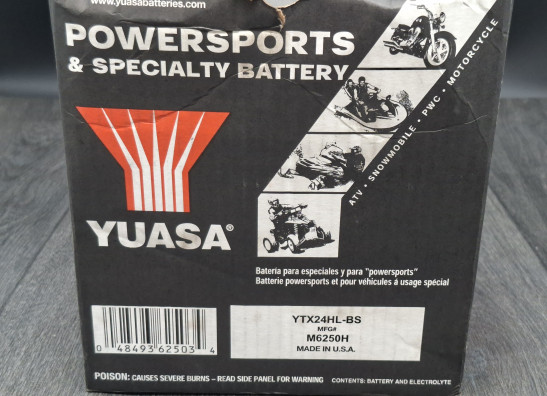 www.yuasabatteries.com
POWERSPORTS
& SPECIALTY BATTERY
ATV • SNOWMOBILE • PWC • MOTORCYCLE
YUASA®
Batería para especiales y para "powersports"
Batterie powersports et pour véhicules à usage spécial
0 48493 62503 4
YTX24HL-BS
MFG#
M6250H
MADE IN U.S.A.
POISON: CAUSES SEVERE BURNS – READ SIDE PANEL FOR WARNING
CONTENTS: BATTERY AND ELECTROLYTE